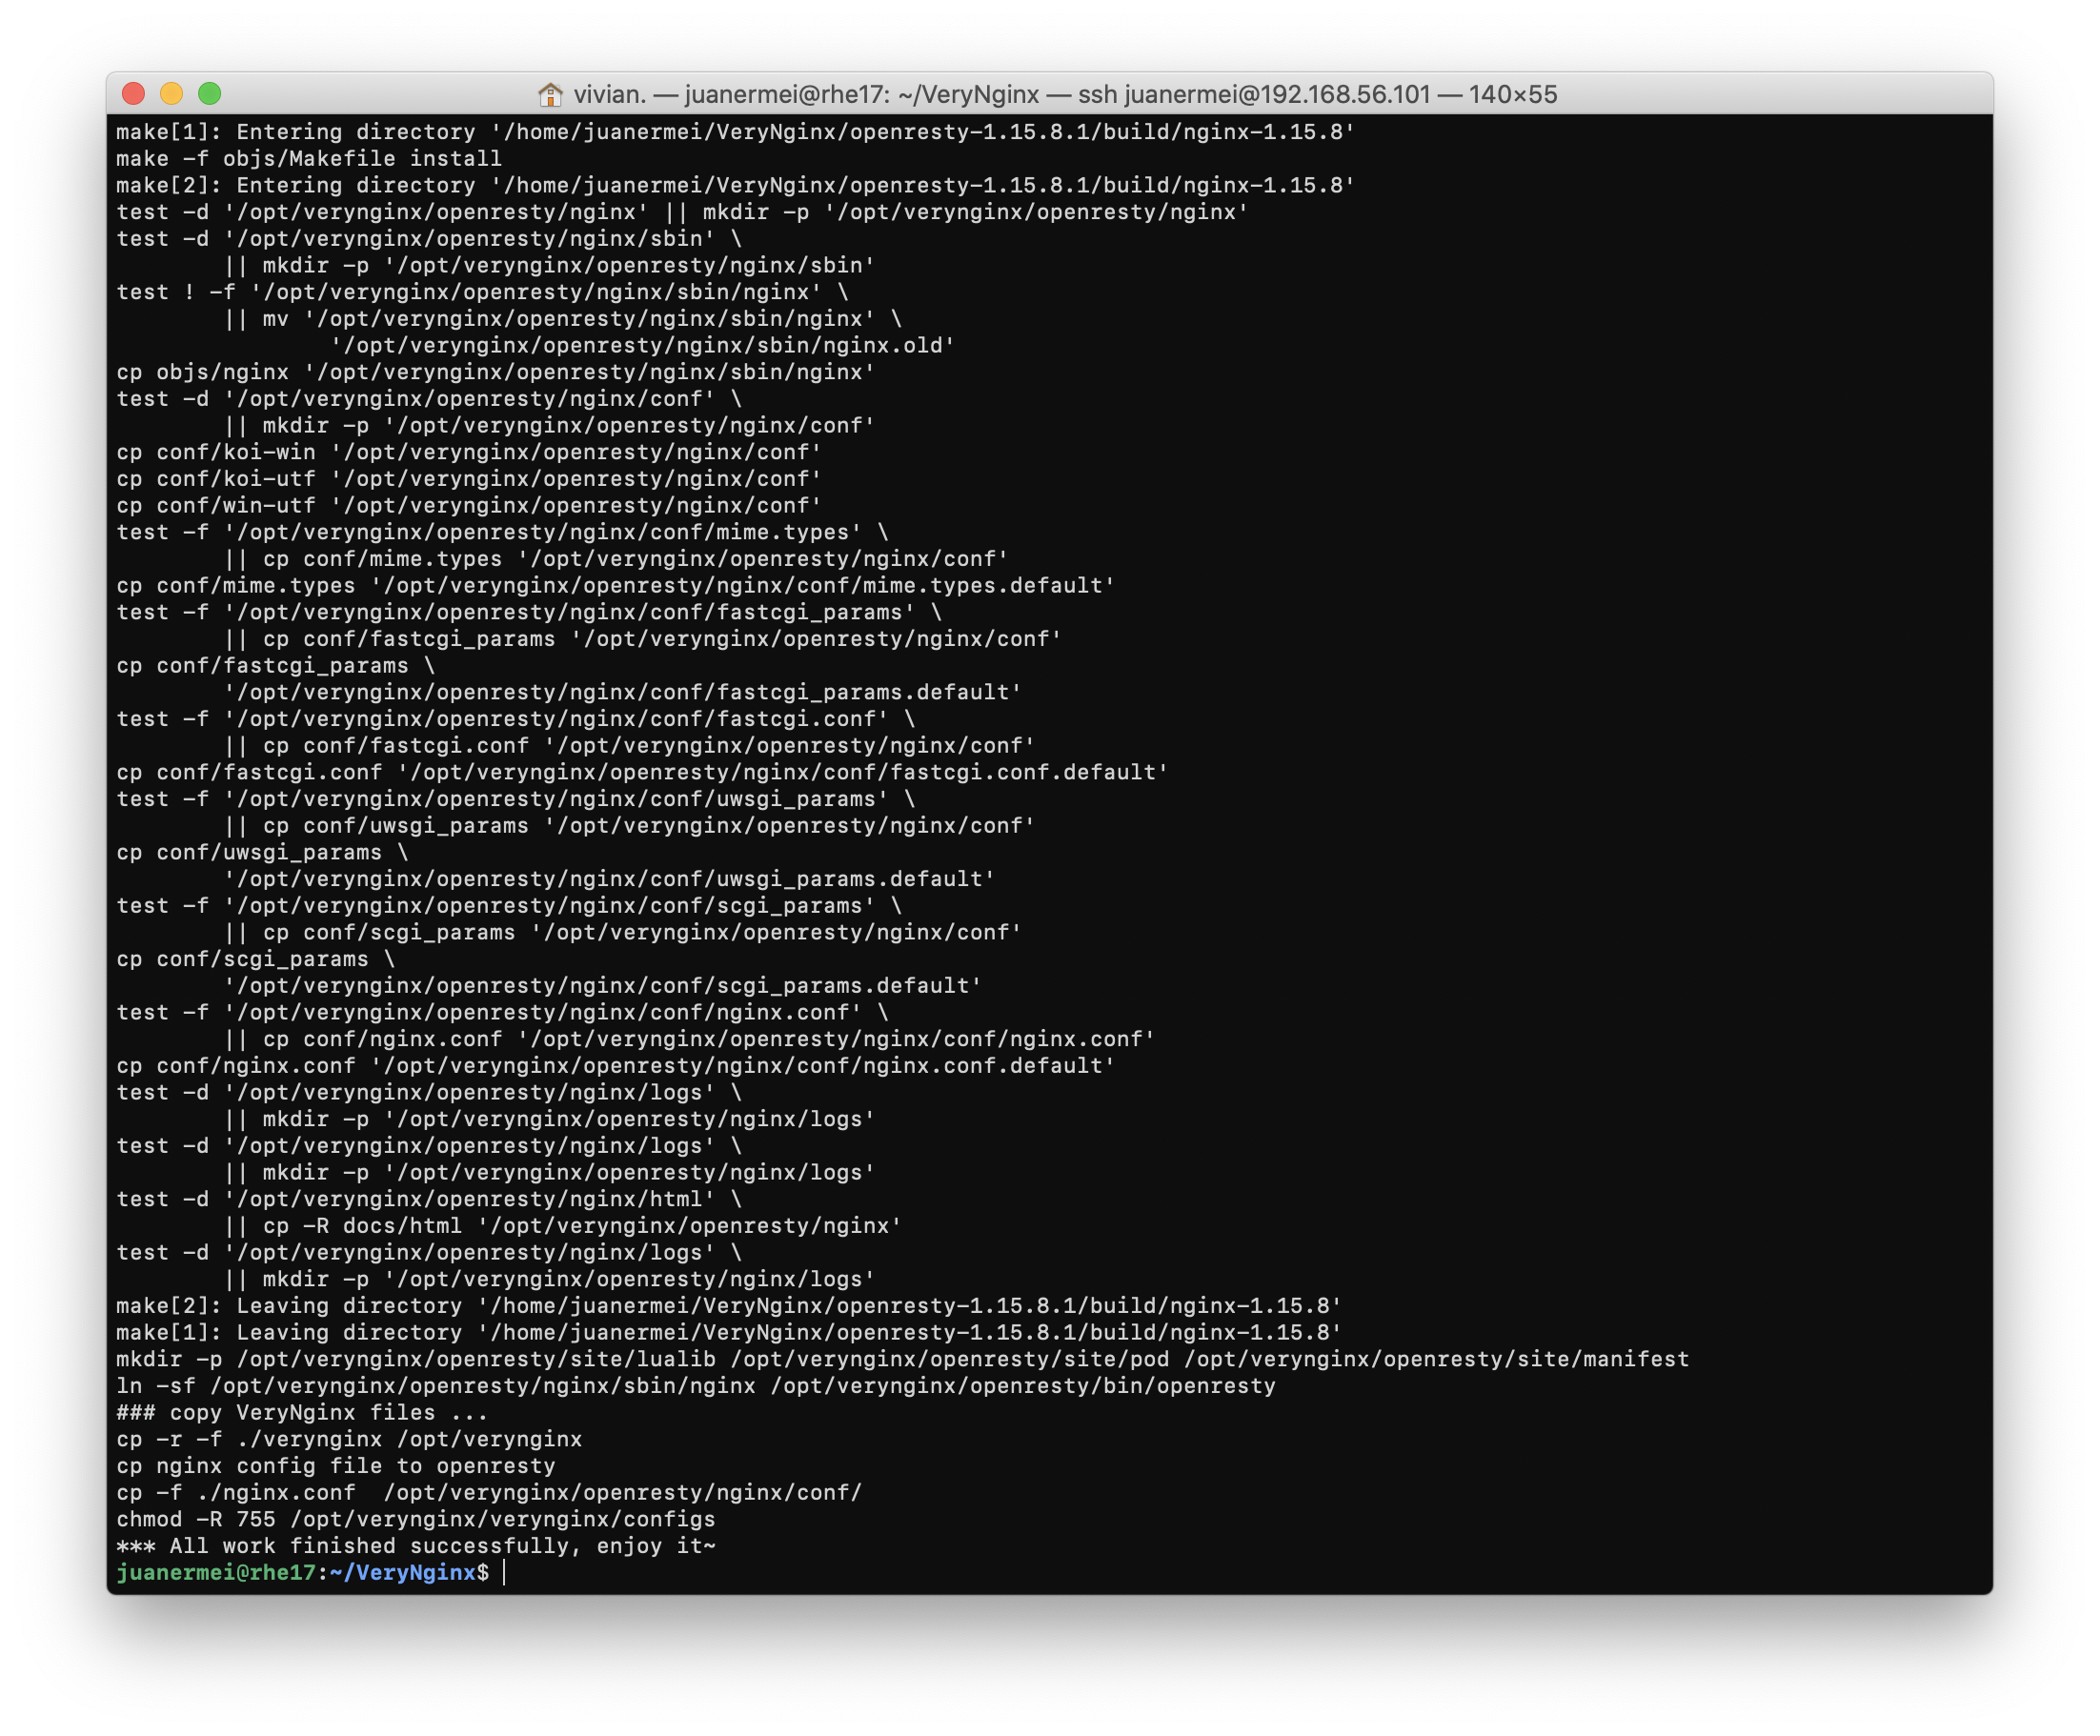 vivian. — juanermei@rhe17: ~/VeryNginx — ssh juanermei@192.168.56.101 — 140×55
make[1]: Entering directory '/home/juanermei/VeryNginx/openresty-1.15.8.1/build/nginx-1.15.8'
make -f objs/Makefile install
make[2]: Entering directory '/home/juanermei/VeryNginx/openresty-1.15.8.1/build/nginx-1.15.8'
test -d '/opt/verynginx/openresty/nginx' || mkdir -p '/opt/verynginx/openresty/nginx'
test -d '/opt/verynginx/openresty/nginx/sbin' \
        || mkdir -p '/opt/verynginx/openresty/nginx/sbin'
test ! -f '/opt/verynginx/openresty/nginx/sbin/nginx' \
        || mv '/opt/verynginx/openresty/nginx/sbin/nginx' \
                '/opt/verynginx/openresty/nginx/sbin/nginx.old'
cp objs/nginx '/opt/verynginx/openresty/nginx/sbin/nginx'
test -d '/opt/verynginx/openresty/nginx/conf' \
        || mkdir -p '/opt/verynginx/openresty/nginx/conf'
cp conf/koi-win '/opt/verynginx/openresty/nginx/conf'
cp conf/koi-utf '/opt/verynginx/openresty/nginx/conf'
cp conf/win-utf '/opt/verynginx/openresty/nginx/conf'
test -f '/opt/verynginx/openresty/nginx/conf/mime.types' \
        || cp conf/mime.types '/opt/verynginx/openresty/nginx/conf'
cp conf/mime.types '/opt/verynginx/openresty/nginx/conf/mime.types.default'
test -f '/opt/verynginx/openresty/nginx/conf/fastcgi_params' \
        || cp conf/fastcgi_params '/opt/verynginx/openresty/nginx/conf'
cp conf/fastcgi_params \
        '/opt/verynginx/openresty/nginx/conf/fastcgi_params.default'
test -f '/opt/verynginx/openresty/nginx/conf/fastcgi.conf' \
        || cp conf/fastcgi.conf '/opt/verynginx/openresty/nginx/conf'
cp conf/fastcgi.conf '/opt/verynginx/openresty/nginx/conf/fastcgi.conf.default'
test -f '/opt/verynginx/openresty/nginx/conf/uwsgi_params' \
        || cp conf/uwsgi_params '/opt/verynginx/openresty/nginx/conf'
cp conf/uwsgi_params \
        '/opt/verynginx/openresty/nginx/conf/uwsgi_params.default'
test -f '/opt/verynginx/openresty/nginx/conf/scgi_params' \
        || cp conf/scgi_params '/opt/verynginx/openresty/nginx/conf'
cp conf/scgi_params \
        '/opt/verynginx/openresty/nginx/conf/scgi_params.default'
test -f '/opt/verynginx/openresty/nginx/conf/nginx.conf' \
        || cp conf/nginx.conf '/opt/verynginx/openresty/nginx/conf/nginx.conf'
cp conf/nginx.conf '/opt/verynginx/openresty/nginx/conf/nginx.conf.default'
test -d '/opt/verynginx/openresty/nginx/logs' \
        || mkdir -p '/opt/verynginx/openresty/nginx/logs'
test -d '/opt/verynginx/openresty/nginx/logs' \
        || mkdir -p '/opt/verynginx/openresty/nginx/logs'
test -d '/opt/verynginx/openresty/nginx/html' \
        || cp -R docs/html '/opt/verynginx/openresty/nginx'
test -d '/opt/verynginx/openresty/nginx/logs' \
        || mkdir -p '/opt/verynginx/openresty/nginx/logs'
make[2]: Leaving directory '/home/juanermei/VeryNginx/openresty-1.15.8.1/build/nginx-1.15.8'
make[1]: Leaving directory '/home/juanermei/VeryNginx/openresty-1.15.8.1/build/nginx-1.15.8'
mkdir -p /opt/verynginx/openresty/site/lualib /opt/verynginx/openresty/site/pod /opt/verynginx/openresty/site/manifest
ln -sf /opt/verynginx/openresty/nginx/sbin/nginx /opt/verynginx/openresty/bin/openresty
### copy VeryNginx files ...
cp -r -f ./verynginx /opt/verynginx
cp nginx config file to openresty
cp -f ./nginx.conf  /opt/verynginx/openresty/nginx/conf/
chmod -R 755 /opt/verynginx/verynginx/configs
*** All work finished successfully, enjoy it~
juanermei@rhe17:~/VeryNginx$